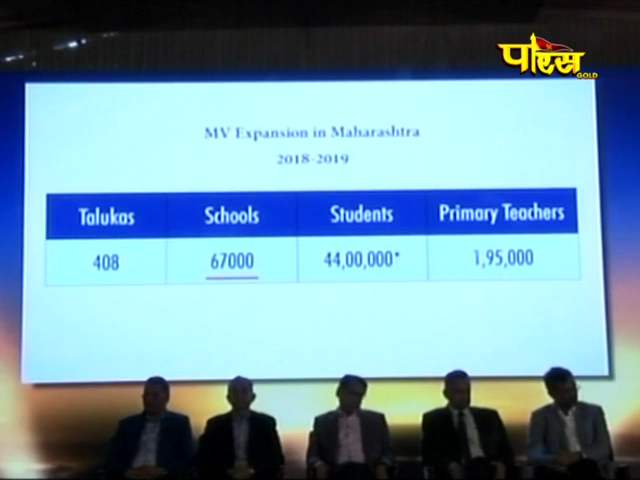 पारस
GOLD
MV Expansion in Maharashtra
2018-2019
Talukas Schools Students Primary Teachers
408 67000 44,00,000* 1,95,000